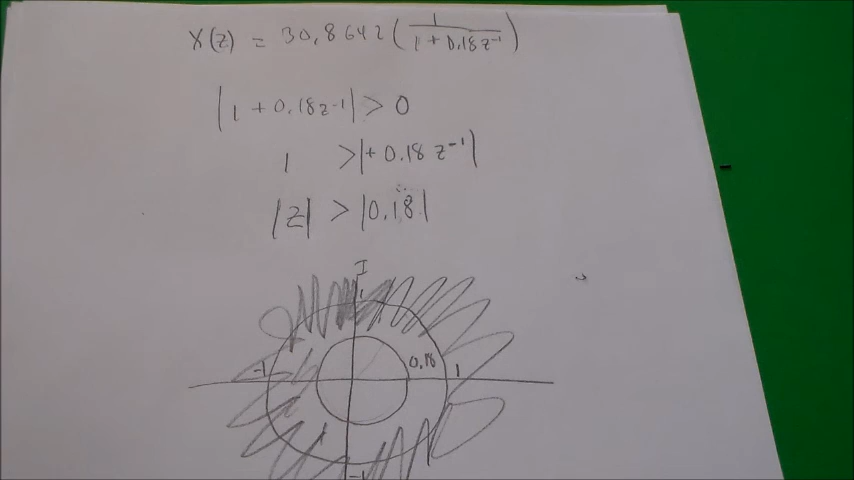 X(z) = 30,8642 ( 1 / 1 + 0,18z⁻¹ )
|1 + 0,18z⁻¹| > 0
1 > |+ 0.18 z⁻¹|
|z| > |0.18|
I
1
-1 0,18 1
-1